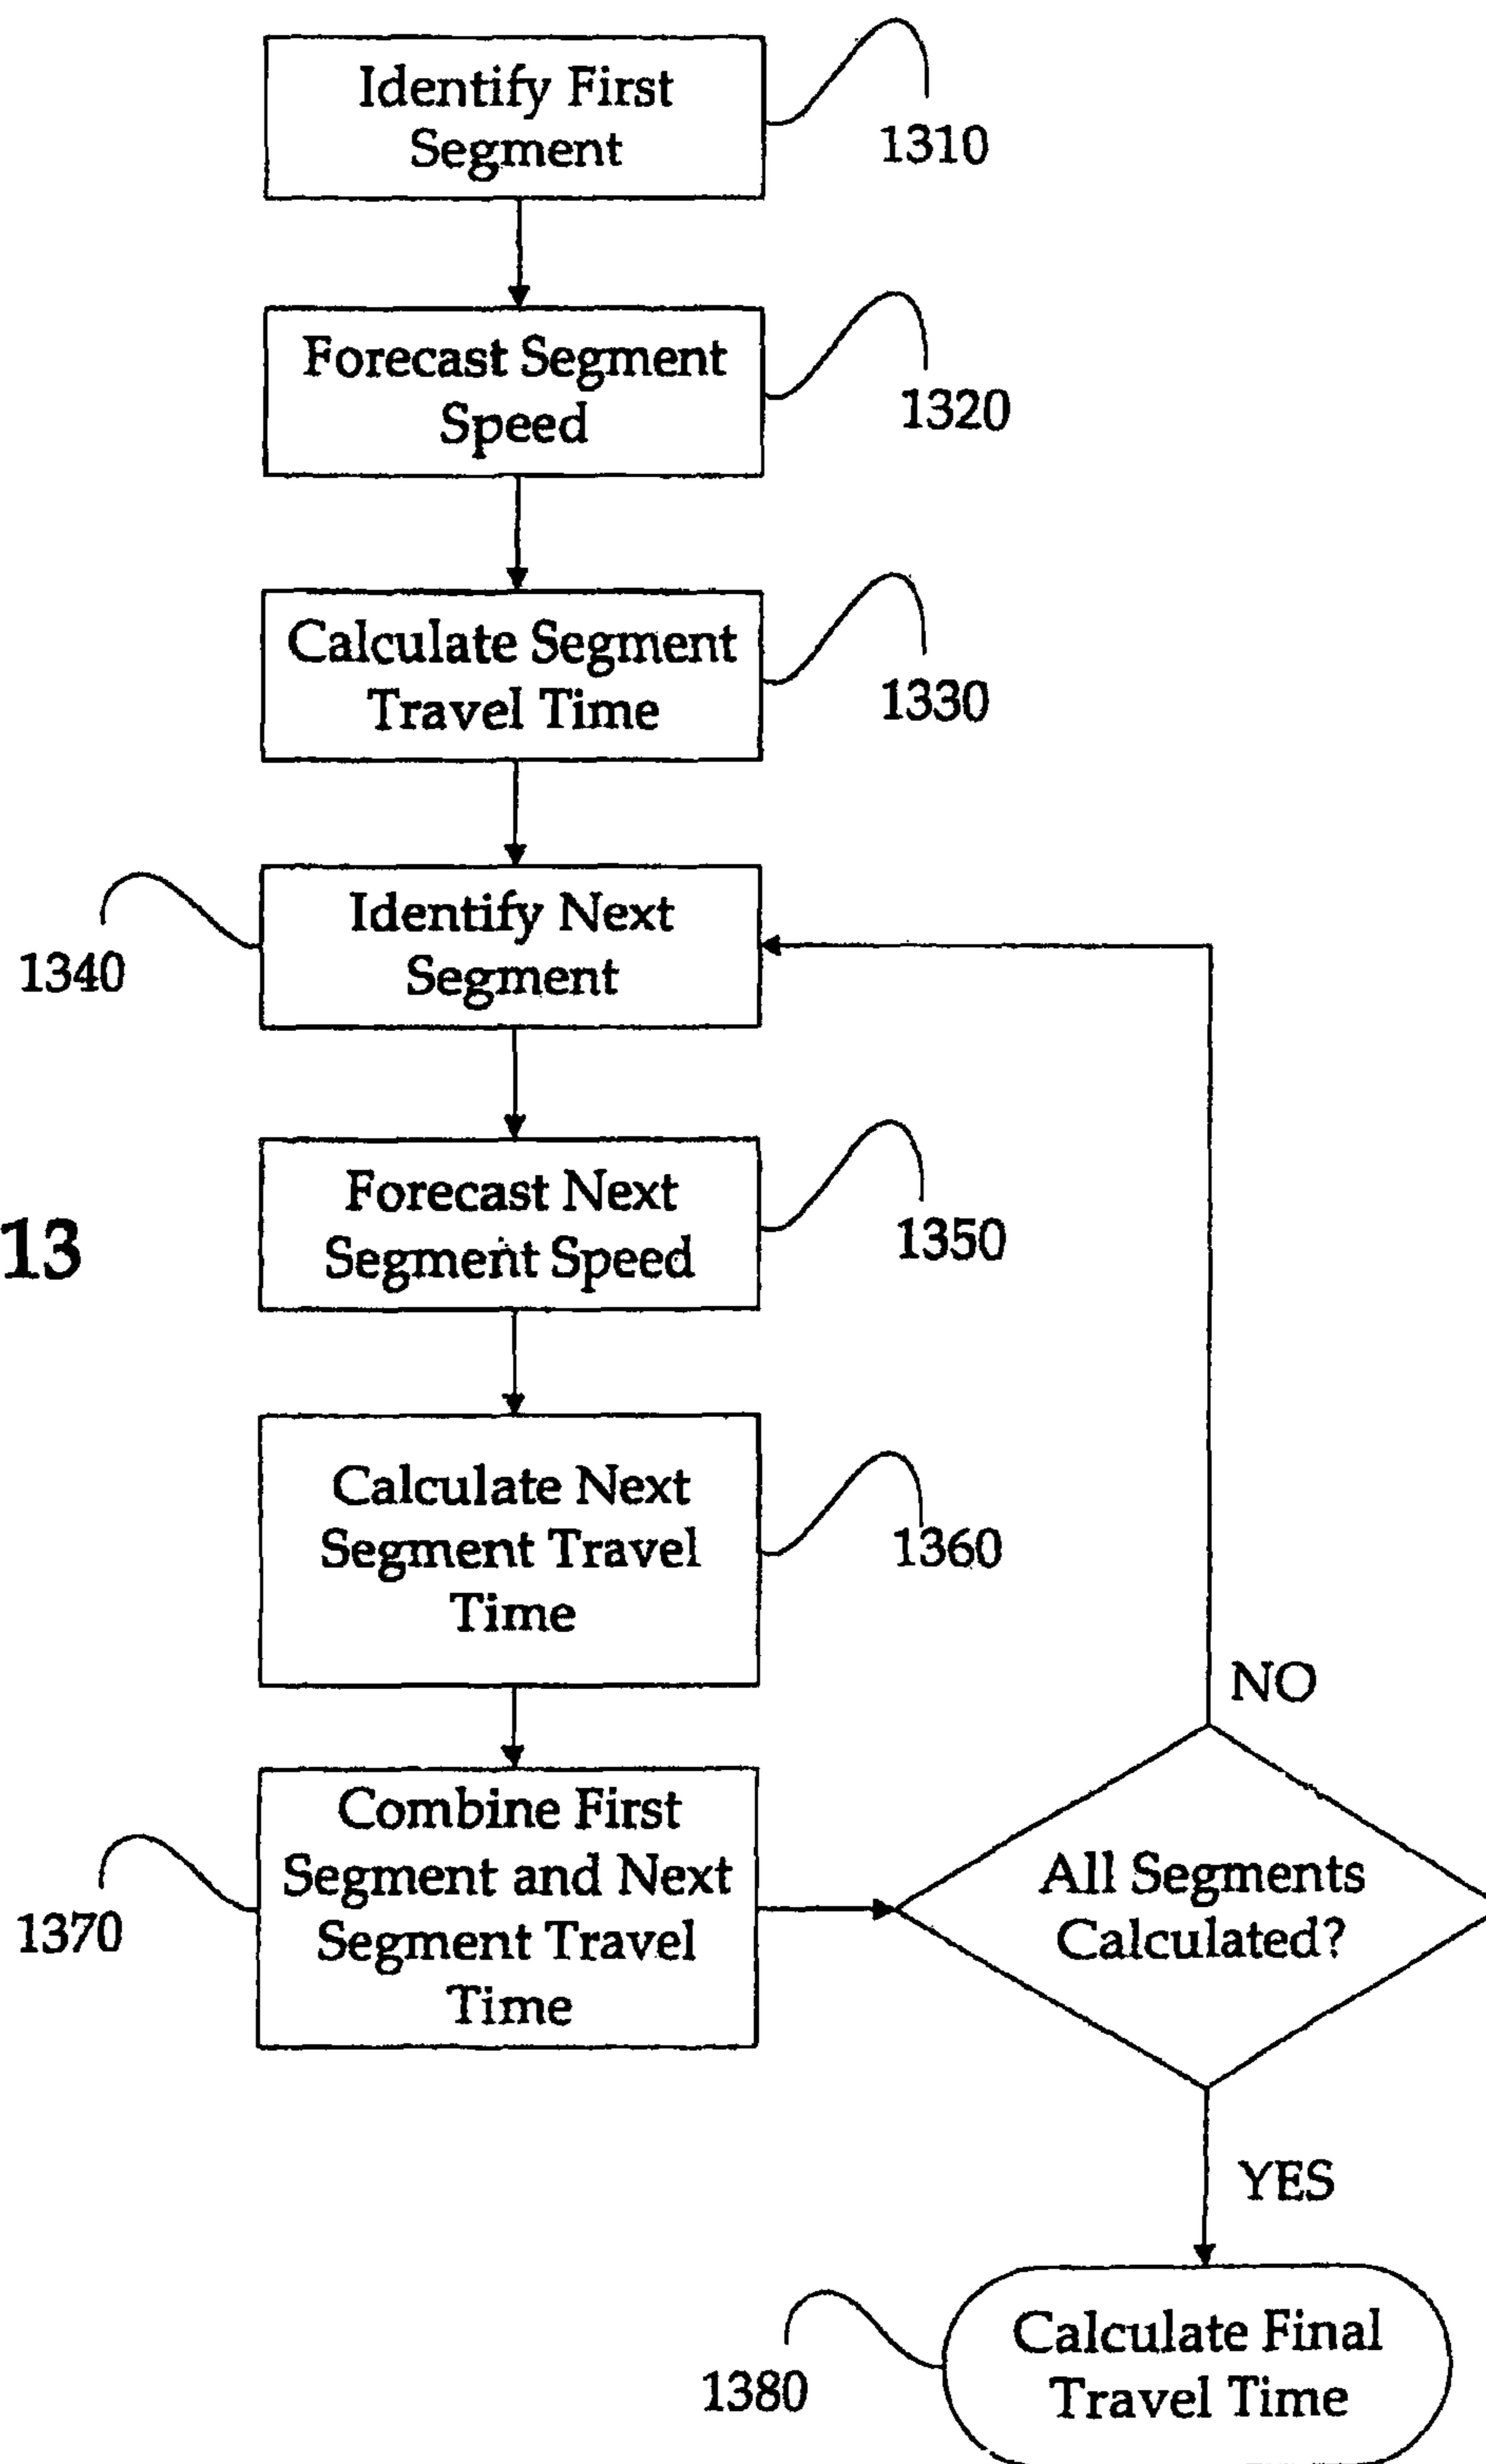 Identify First
Segment
1310
Forecast Segment
Speed
1320
Calculate Segment
Travel Time
1330
Identify Next
Segment
1340
Forecast Next
Segment Speed
1350
13
Calculate Next
Segment Travel
Time
1360
NO
Combine First
Segment and Next
Segment Travel
Time
1370
All Segments
Calculated?
YES
Calculate Final
Travel Time
1380